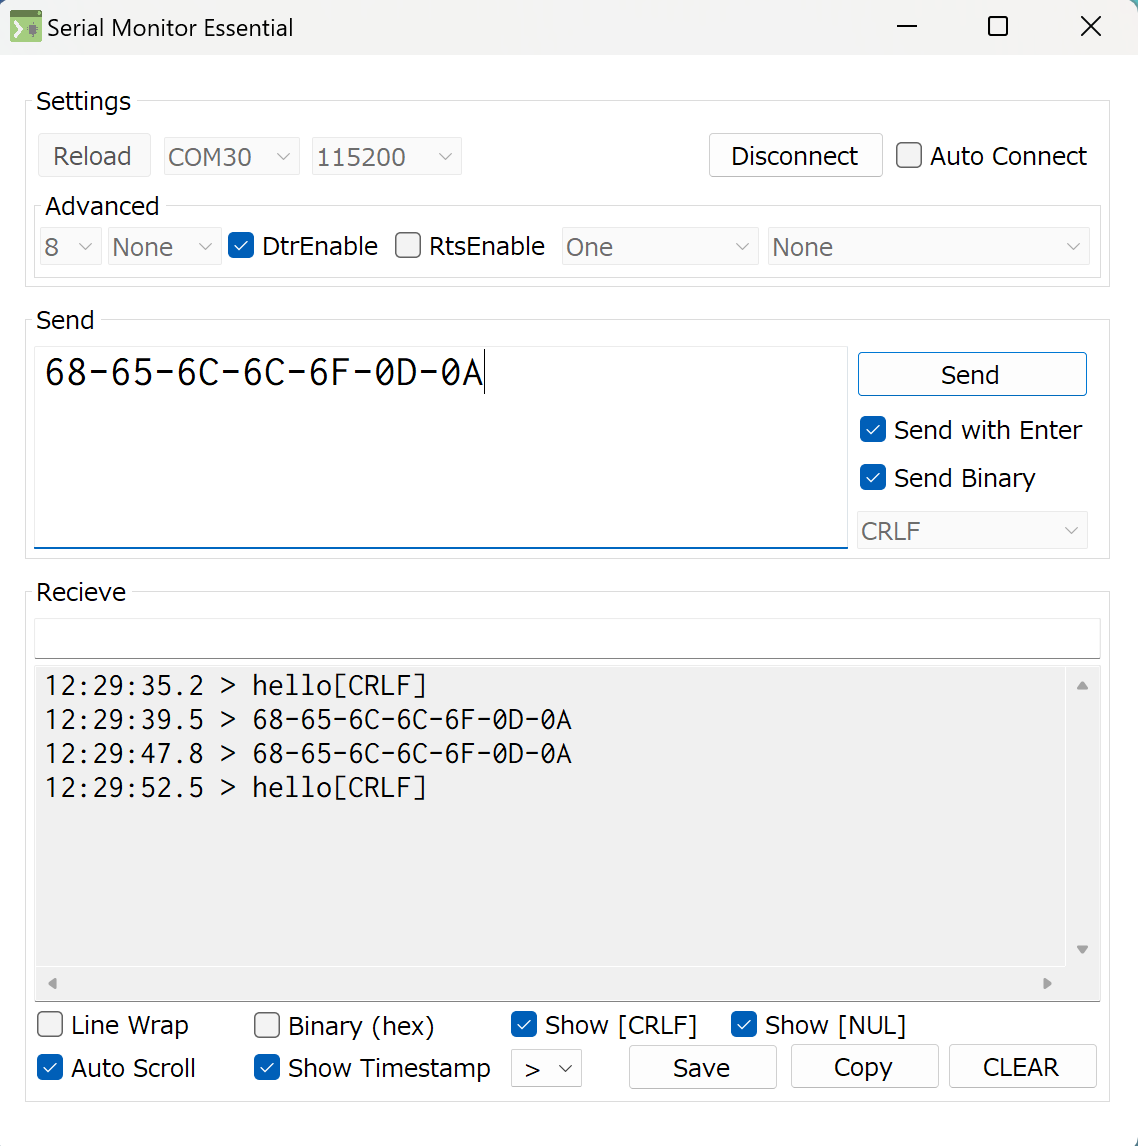 Serial Monitor Essential
Settings
Reload COM30 115200 Disconnect Auto Connect
Advanced
8 None DtrEnable RtsEnable One None
Send
68-65-6C-6C-6F-0D-0A
Send
Send with Enter
Send Binary
CRLF
Recieve
12:29:35.2 > hello[CRLF]
12:29:39.5 > 68-65-6C-6C-6F-0D-0A
12:29:47.8 > 68-65-6C-6C-6F-0D-0A
12:29:52.5 > hello[CRLF]
Line Wrap Binary (hex) Show [CRLF] Show [NUL]
Auto Scroll Show Timestamp > Save Copy CLEAR